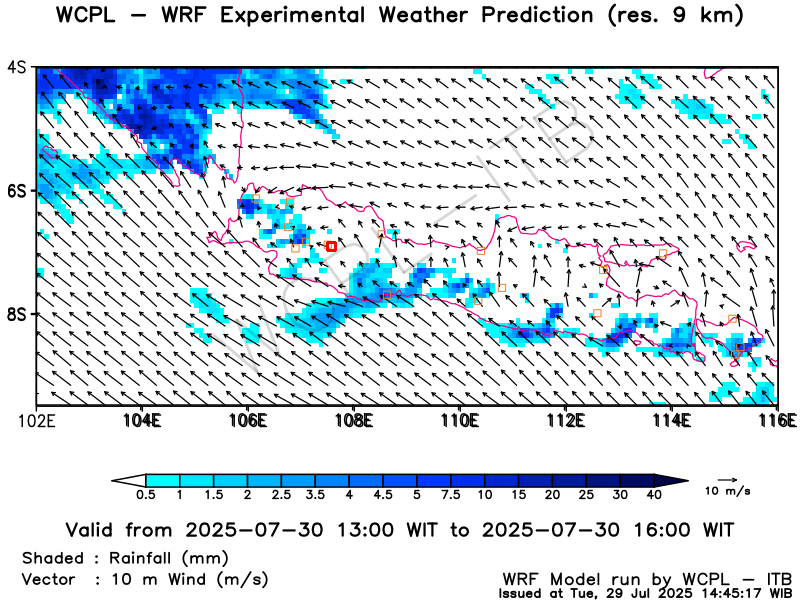 WCPL – WRF Experimental Weather Prediction (res. 9 km)
4S
6S
8S
WCPL-ITB
102E 104E 106E 108E 110E 112E 114E 116E
0.5 1 1.5 2 2.5 3.5 4 4.5 5 7.5 10 15 20 25 30 40
10 m/s
Valid from 2025-07-30 13:00 WIT to 2025-07-30 16:00 WIT
Shaded : Rainfall (mm)
Vector : 10 m Wind (m/s)
WRF Model run by WCPL – ITB
Issued at Tue, 29 Jul 2025 14:45:17 WIB